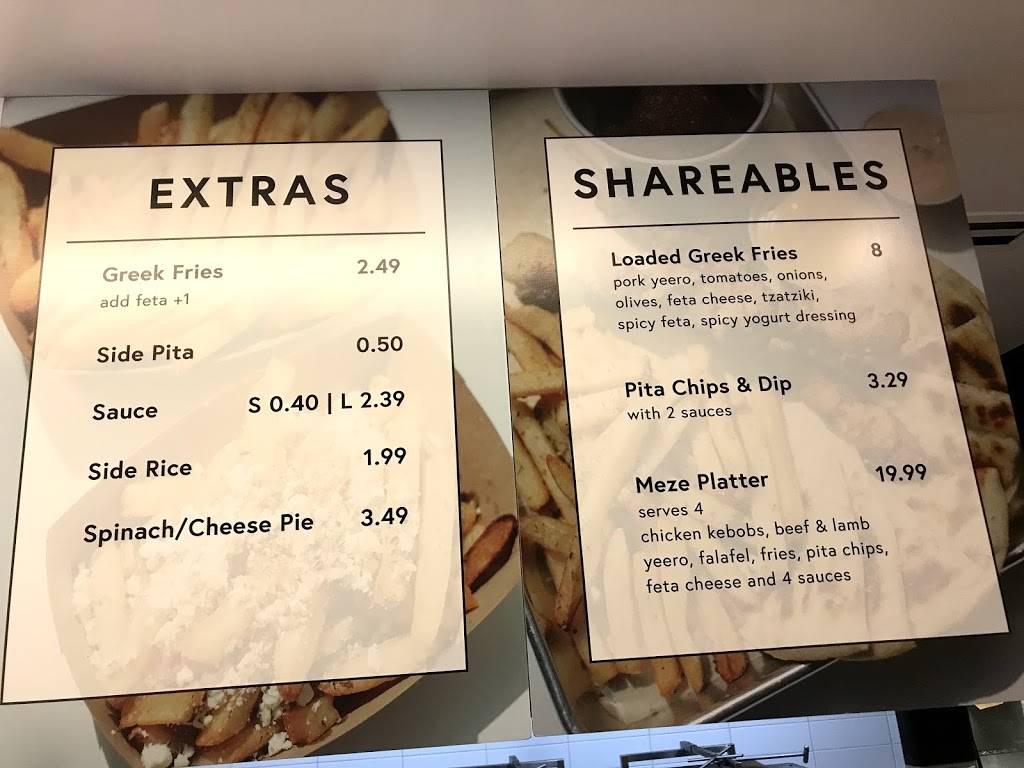 EXTRAS
Greek Fries 2.49
add feta +1
Side Pita 0.50
Sauce S 0.40 | L 2.39
Side Rice 1.99
Spinach/Cheese Pie 3.49
SHAREABLES
Loaded Greek Fries 8
pork yeero, tomatoes, onions,
olives, feta cheese, tzatziki,
spicy feta, spicy yogurt dressing
Pita Chips & Dip 3.29
with 2 sauces
Meze Platter 19.99
serves 4
chicken kebobs, beef & lamb
yeero, falafel, fries, pita chips,
feta cheese and 4 sauces